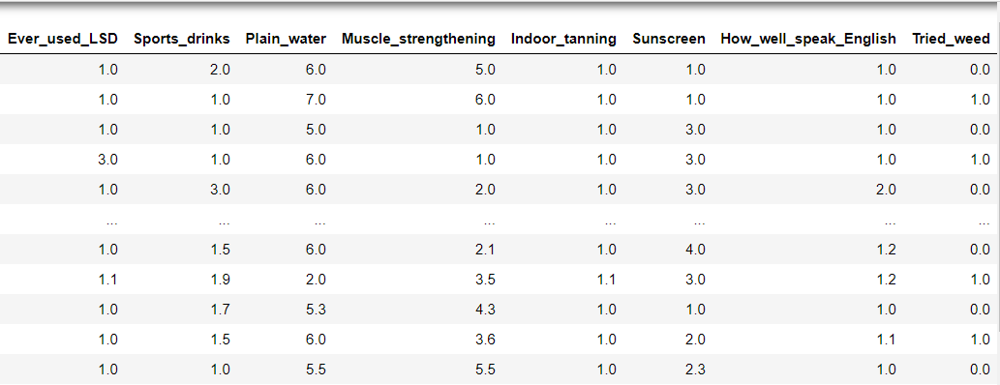 Ever_used_LSD Sports_drinks Plain_water Muscle_strengthening Indoor_tanning Sunscreen How_well_speak_English Tried_weed
1.0 2.0 6.0 5.0 1.0 1.0 1.0 0.0
1.0 1.0 7.0 6.0 1.0 1.0 1.0 1.0
1.0 1.0 5.0 1.0 1.0 3.0 1.0 0.0
3.0 1.0 6.0 1.0 1.0 3.0 1.0 1.0
1.0 3.0 6.0 2.0 1.0 3.0 2.0 0.0
... ... ... ... ... ... ... ...
1.0 1.5 6.0 2.1 1.0 4.0 1.2 0.0
1.1 1.9 2.0 3.5 1.1 3.0 1.2 1.0
1.0 1.7 5.3 4.3 1.0 1.0 1.0 0.0
1.0 1.5 6.0 3.6 1.0 2.0 1.1 1.0
1.0 1.0 5.5 5.5 1.0 2.3 1.0 0.0